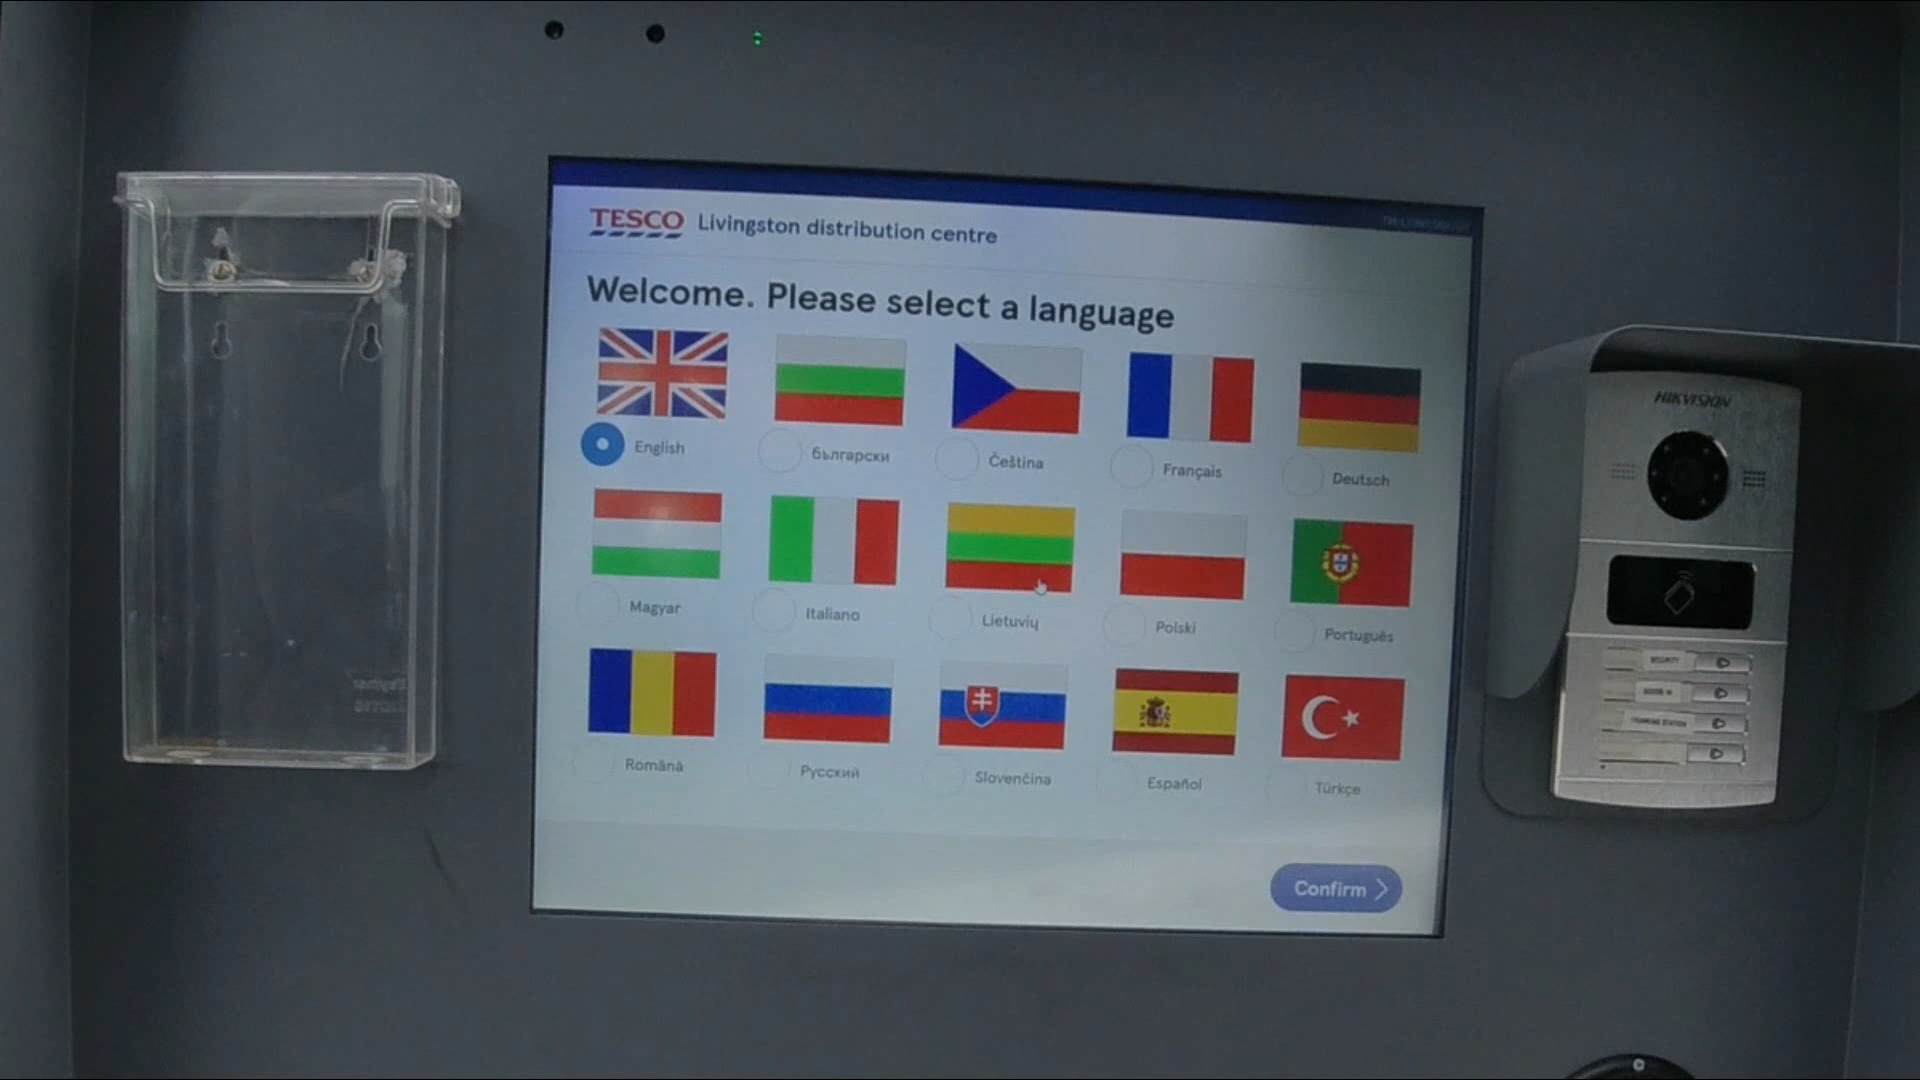 TESCO Livingston distribution centre
Welcome. Please select a language
English
български
Čeština
Français
Deutsch
Magyar
Italiano
Lietuvių
Polski
Português
Română
Русский
Slovenčina
Español
Türkçe
Confirm
HIKVISION
SECURITY